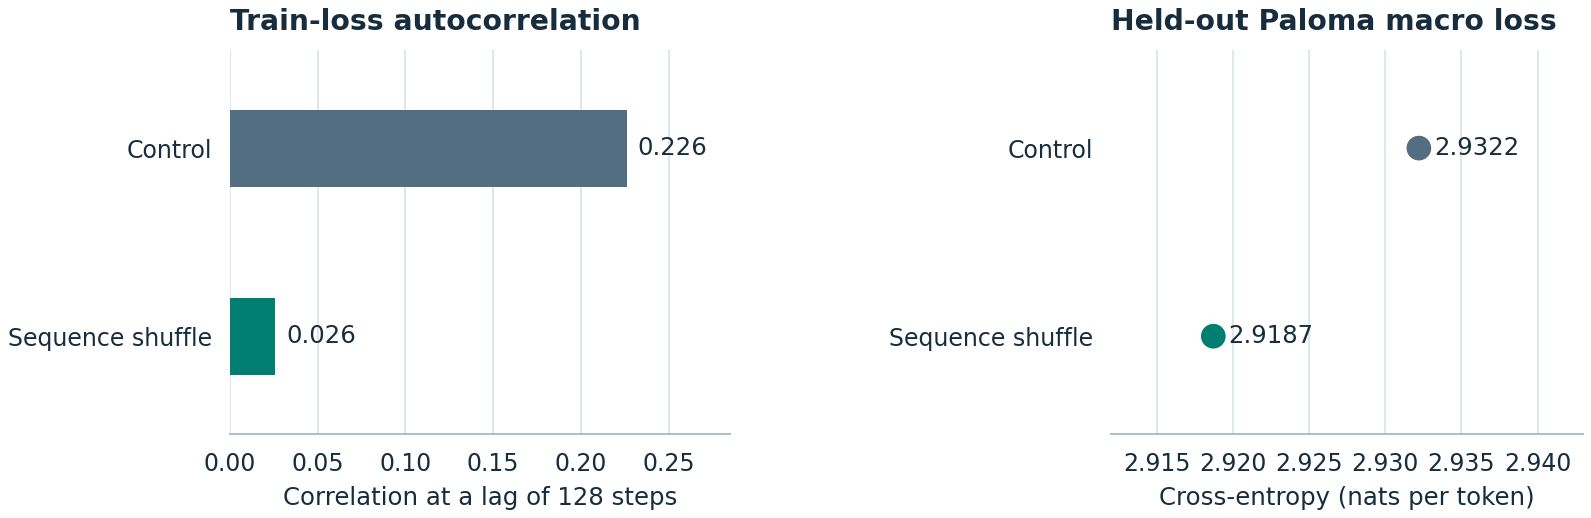 Train-loss autocorrelation
Control
0.226
Sequence shuffle
0.026
0.00 0.05 0.10 0.15 0.20 0.25
Correlation at a lag of 128 steps
Held-out Paloma macro loss
Control
2.9322
Sequence shuffle
2.9187
2.915 2.920 2.925 2.930 2.935 2.940
Cross-entropy (nats per token)